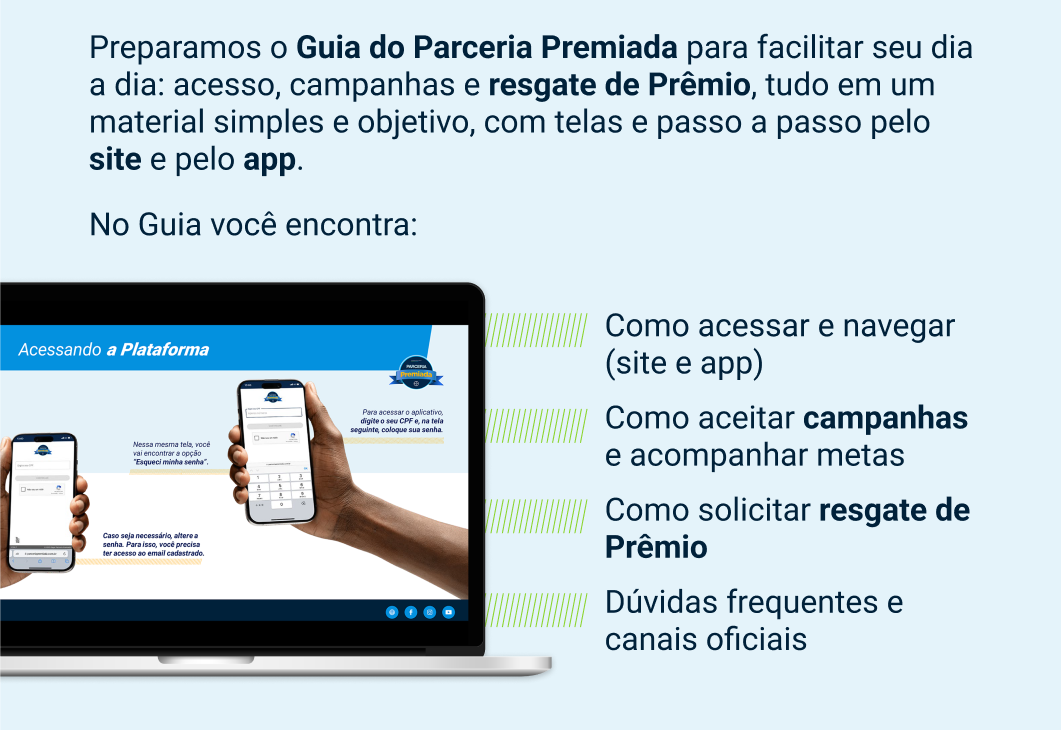 Preparamos o Guia do Parceria Premiada para facilitar seu dia
a dia: acesso, campanhas e resgate de Prêmio, tudo em um
material simples e objetivo, com telas e passo a passo pelo
site e pelo app.
No Guia você encontra:
Acessando a Plataforma
PARCERIA
Premiada
Para acessar o aplicativo,
digite o seu CPF e, na tela
seguinte, coloque sua senha.
Nessa mesma tela, você
vai encontrar a opção
"Esqueci minha senha".
Caso seja necessário, altere a
senha. Para isso, você precisa
ter acesso ao email cadastrado.
Como acessar e navegar
(site e app)
Como aceitar campanhas
e acompanhar metas
Como solicitar resgate de
Prêmio
Dúvidas frequentes e
canais oficiais